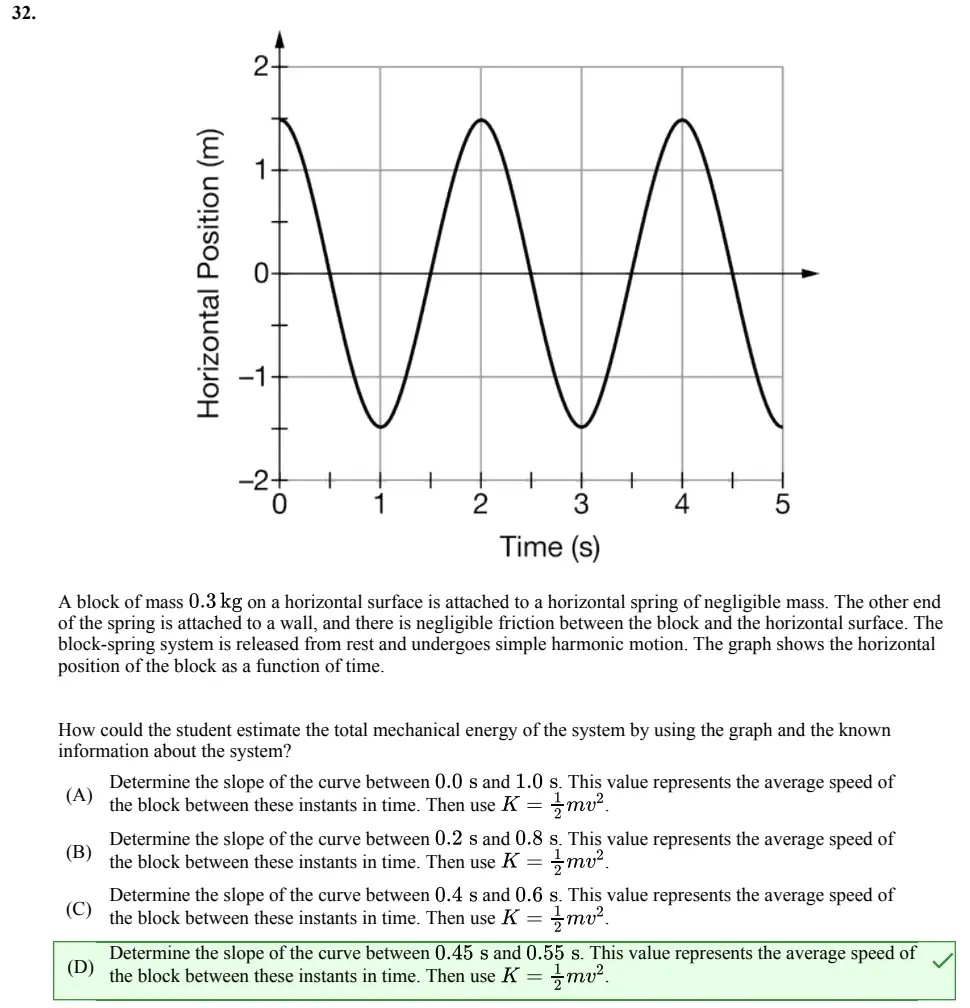 32.
2
1
0
−1
−2
Horizontal Position (m)
0 1 2 3 4 5
Time (s)
A block of mass 0.3 kg on a horizontal surface is attached to a horizontal spring of negligible mass. The other end
of the spring is attached to a wall, and there is negligible friction between the block and the horizontal surface. The
block-spring system is released from rest and undergoes simple harmonic motion. The graph shows the horizontal
position of the block as a function of time.
How could the student estimate the total mechanical energy of the system by using the graph and the known
information about the system?
(A) Determine the slope of the curve between 0.0 s and 1.0 s. This value represents the average speed of
the block between these instants in time. Then use K = ½mv².
(B) Determine the slope of the curve between 0.2 s and 0.8 s. This value represents the average speed of
the block between these instants in time. Then use K = ½mv².
(C) Determine the slope of the curve between 0.4 s and 0.6 s. This value represents the average speed of
the block between these instants in time. Then use K = ½mv².
(D) Determine the slope of the curve between 0.45 s and 0.55 s. This value represents the average speed of
the block between these instants in time. Then use K = ½mv².